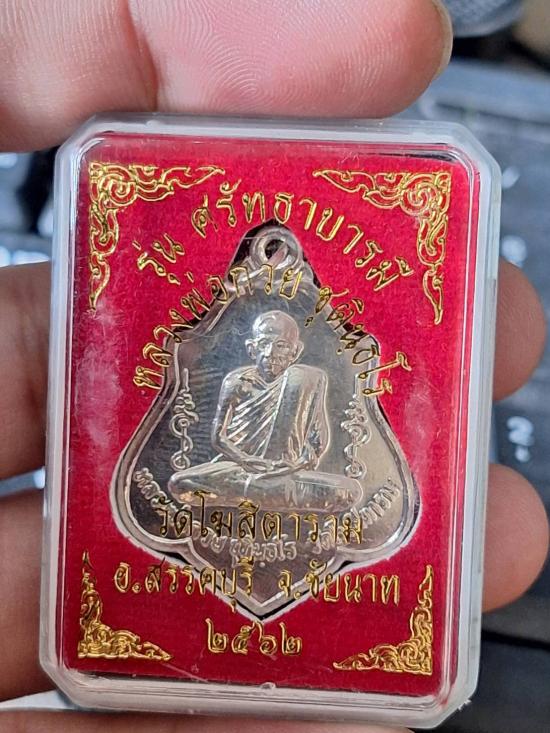 รุ่น ศรัทธาบารมี
หลวงพ่อกวย ชุตินฺธโร
วัดโฆสิตาราม
อ.สรรคบุรี จ.ชัยนาท
๒๕๖๒
2